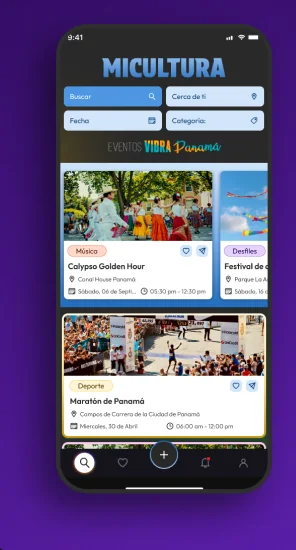 9:41
MICULTURA
Buscar
Cerca de ti
Fecha
Categoría:
EVENTOS VIBRA Panamá
Música
Desfiles
Calypso Golden Hour
Festival de
Canal House Panamá
Parque La
Sábado, 06 de Septi... 05:30 pm - 12:30 pm
Sábado, 16
Deporte
Maratón de Panamá
Campos de Carrera de la Ciudad de Panamá
Miercoles, 30 de Abril 06:00 am - 12:00 pm